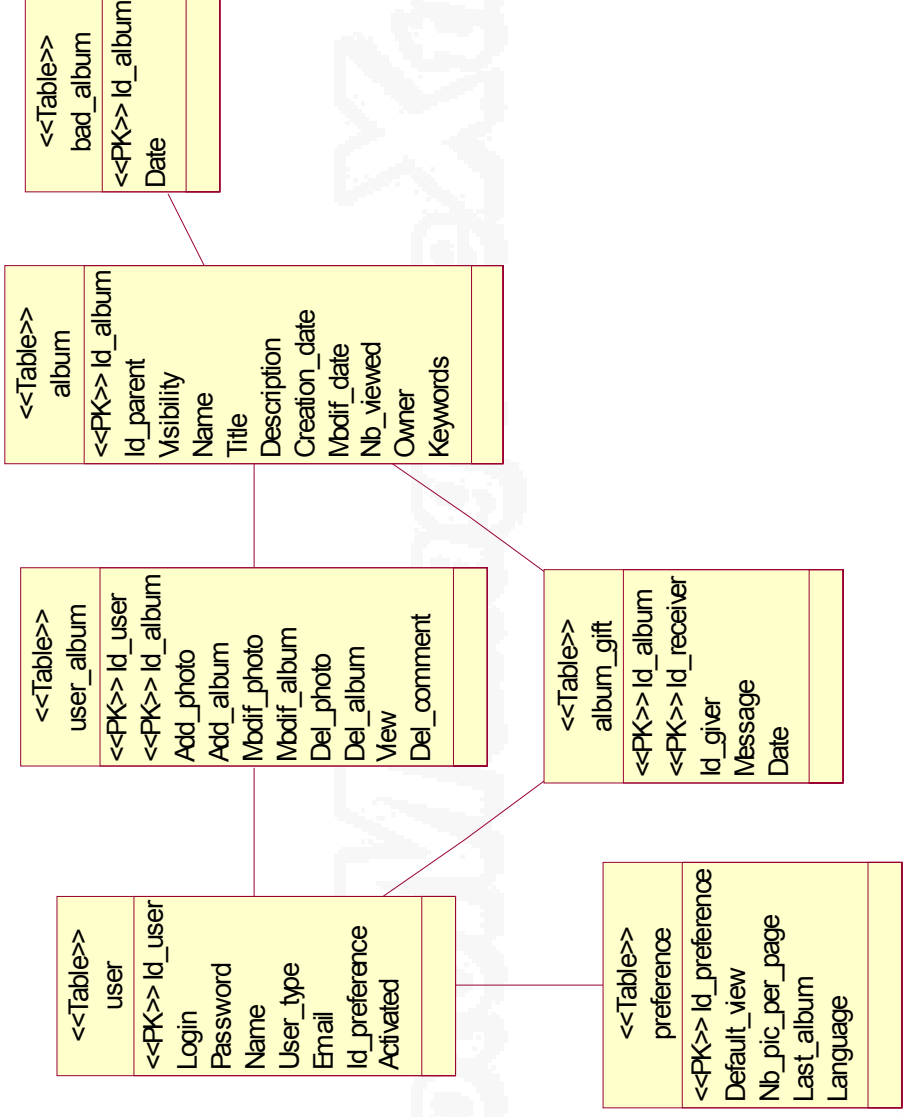 <<Table>>
user
<<PK>> Id_user
Login
Password
Name
User_type
Email
Id_preference
Activated
<<Table>>
preference
<<PK>> Id_preference
Default_view
Nb_pic_per_page
Last_album
Language
<<Table>>
user_album
<<PK>> Id_user
<<PK>> Id_album
Add_photo
Add_album
Modif_photo
Modif_album
Del_photo
Del_album
View
Del_comment
<<Table>>
album_gift
<<PK>> Id_album
<<PK>> Id_receiver
Id_giver
Message
Date
<<Table>>
album
<<PK>> Id_album
Id_parent
Visibility
Name
Title
Description
Creation_date
Modif_date
Nb_viewed
Owner
Keywords
<<Table>>
bad_album
<<PK>> Id_album
Date